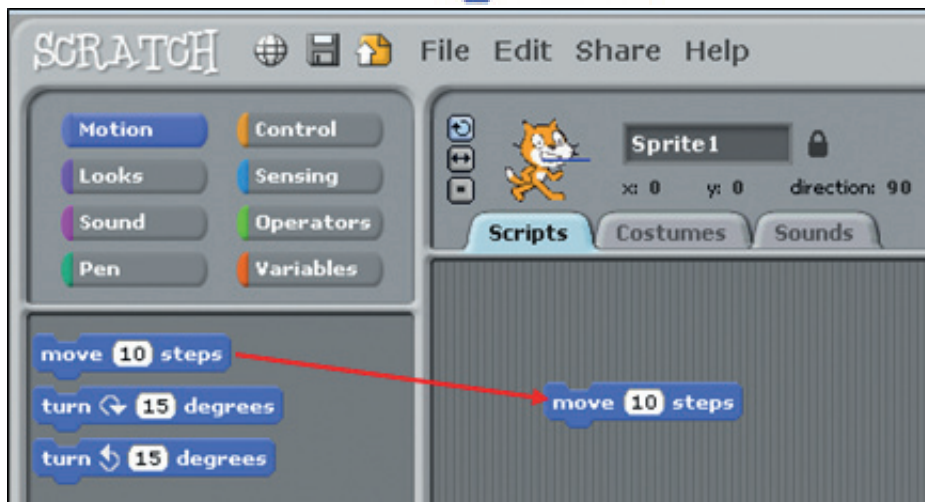 SCRATCH File Edit Share Help
Motion Control
Looks Sensing
Sound Operators
Pen Variables
Sprite1
x: 0 y: 0 direction: 90
Scripts Costumes Sounds
move 10 steps
turn 15 degrees
turn 15 degrees
move 10 steps